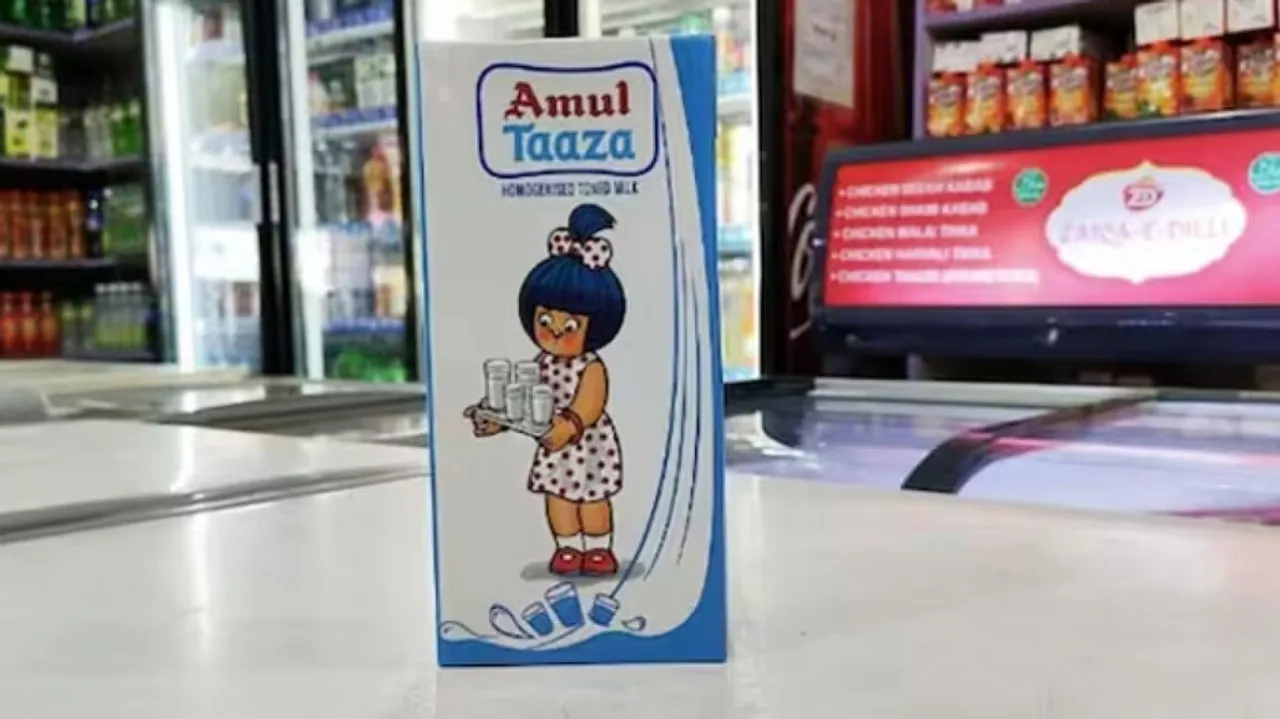 Amul
Taaza
HOMOGENISED TONED MILK
• CHICKEN SEEKH KABAB
• CHICKEN SHAMI KABAB
• CHICKEN MALAI TIKKA
• CHICKEN HARIYALI TIKKA
• CHICKEN
ZAIKA-E-DILLI